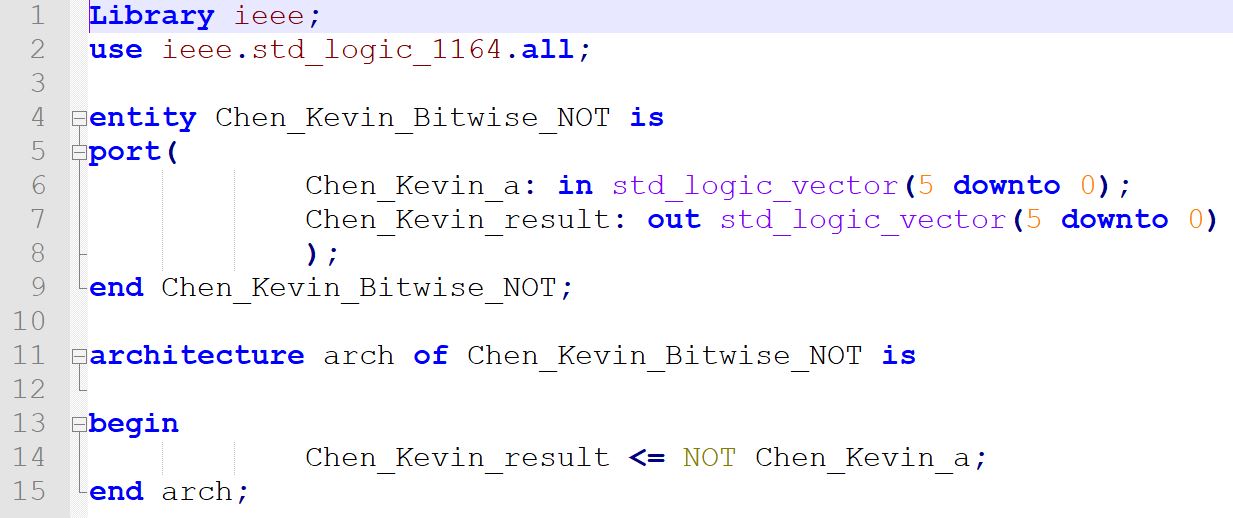 1 Library ieee;
2 use ieee.std_logic_1164.all;
3
4 entity Chen_Kevin_Bitwise_NOT is
5 port(
6 Chen_Kevin_a: in std_logic_vector(5 downto 0);
7 Chen_Kevin_result: out std_logic_vector(5 downto 0)
8 );
9 end Chen_Kevin_Bitwise_NOT;
10
11 architecture arch of Chen_Kevin_Bitwise_NOT is
12
13 begin
14 Chen_Kevin_result <= NOT Chen_Kevin_a;
15 end arch;